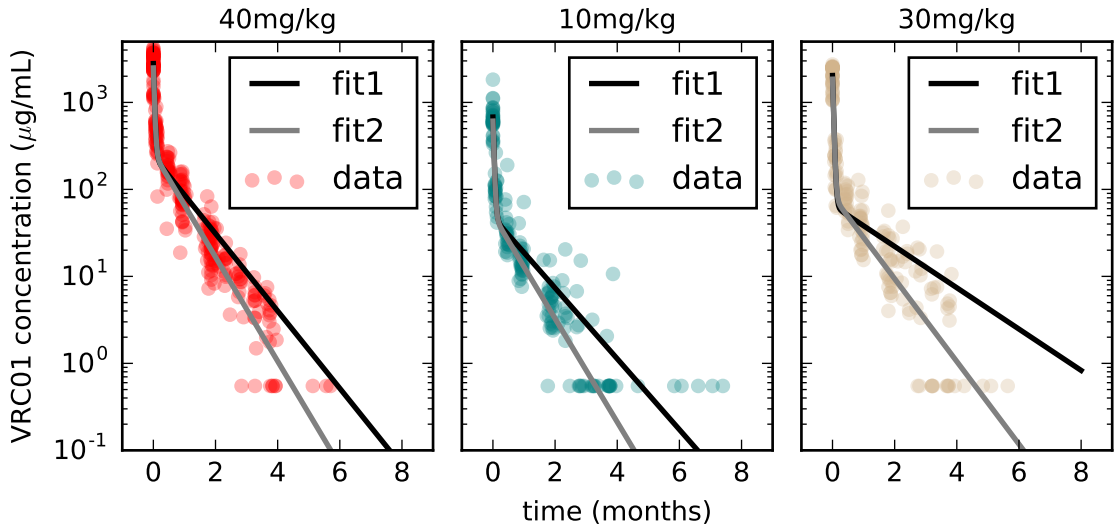 40mg/kg 10mg/kg 30mg/kg
VRC01 concentration (μg/mL)
10³
10²
10¹
10⁰
10⁻¹
fit1
fit2
data
fit1
fit2
data
fit1
fit2
data
0 2 4 6 8
0 2 4 6 8
0 2 4 6 8
time (months)